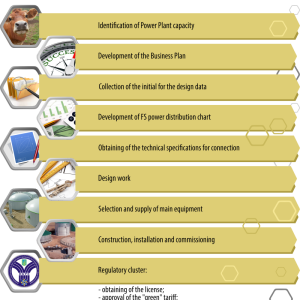 Identification of Power Plant capacity
Development of the Business Plan
Collection of the initial for the design data
Development of FS power distribution chart
Obtaining of the technical specifications for connection
Design work
Selection and supply of main equipment
Construction, installation and commissioning
Regulatory cluster:
- obtaining of the license;
- approval of the "green" tariff;